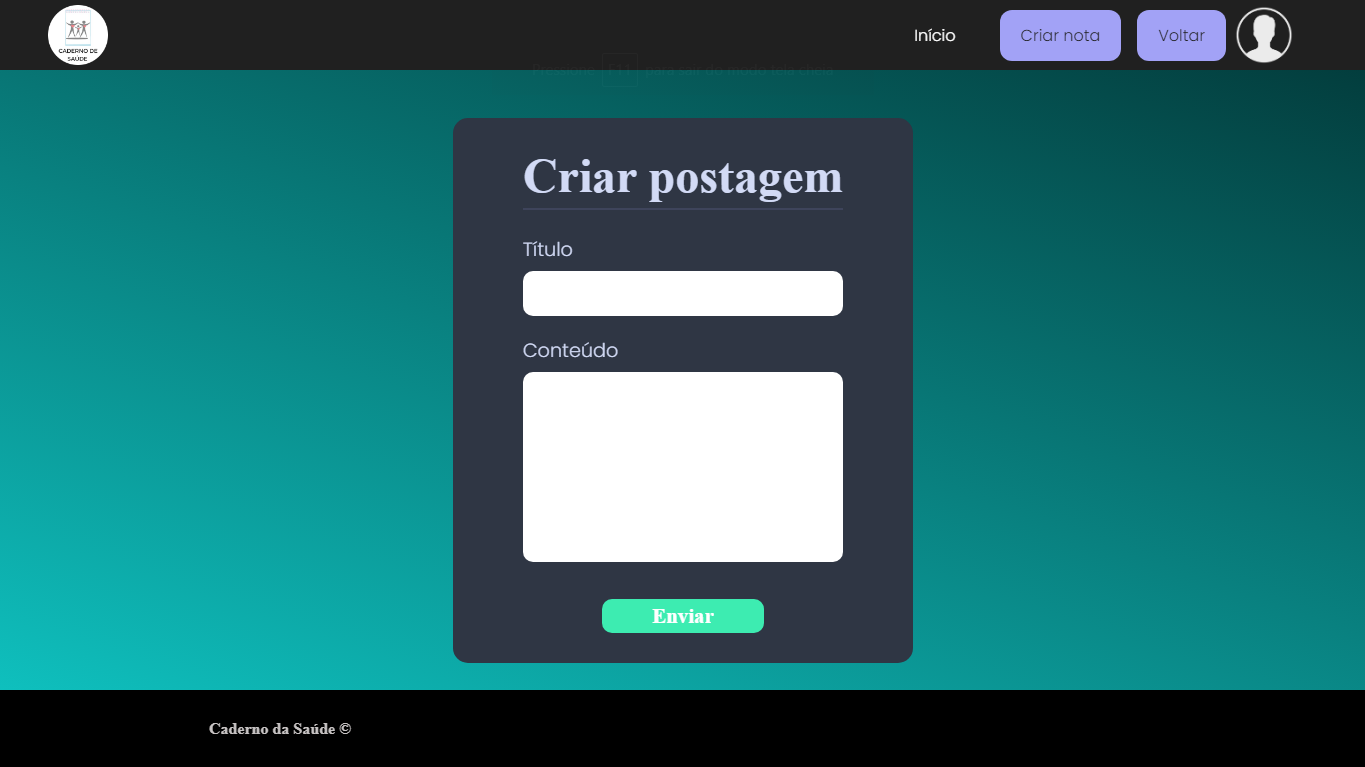 CADERNO DE
SAÚDE
Início
Criar nota
Voltar
Pressione F11 para sair do modo tela cheia
Criar postagem
Título
Conteúdo
Enviar
Caderno da Saúde ©